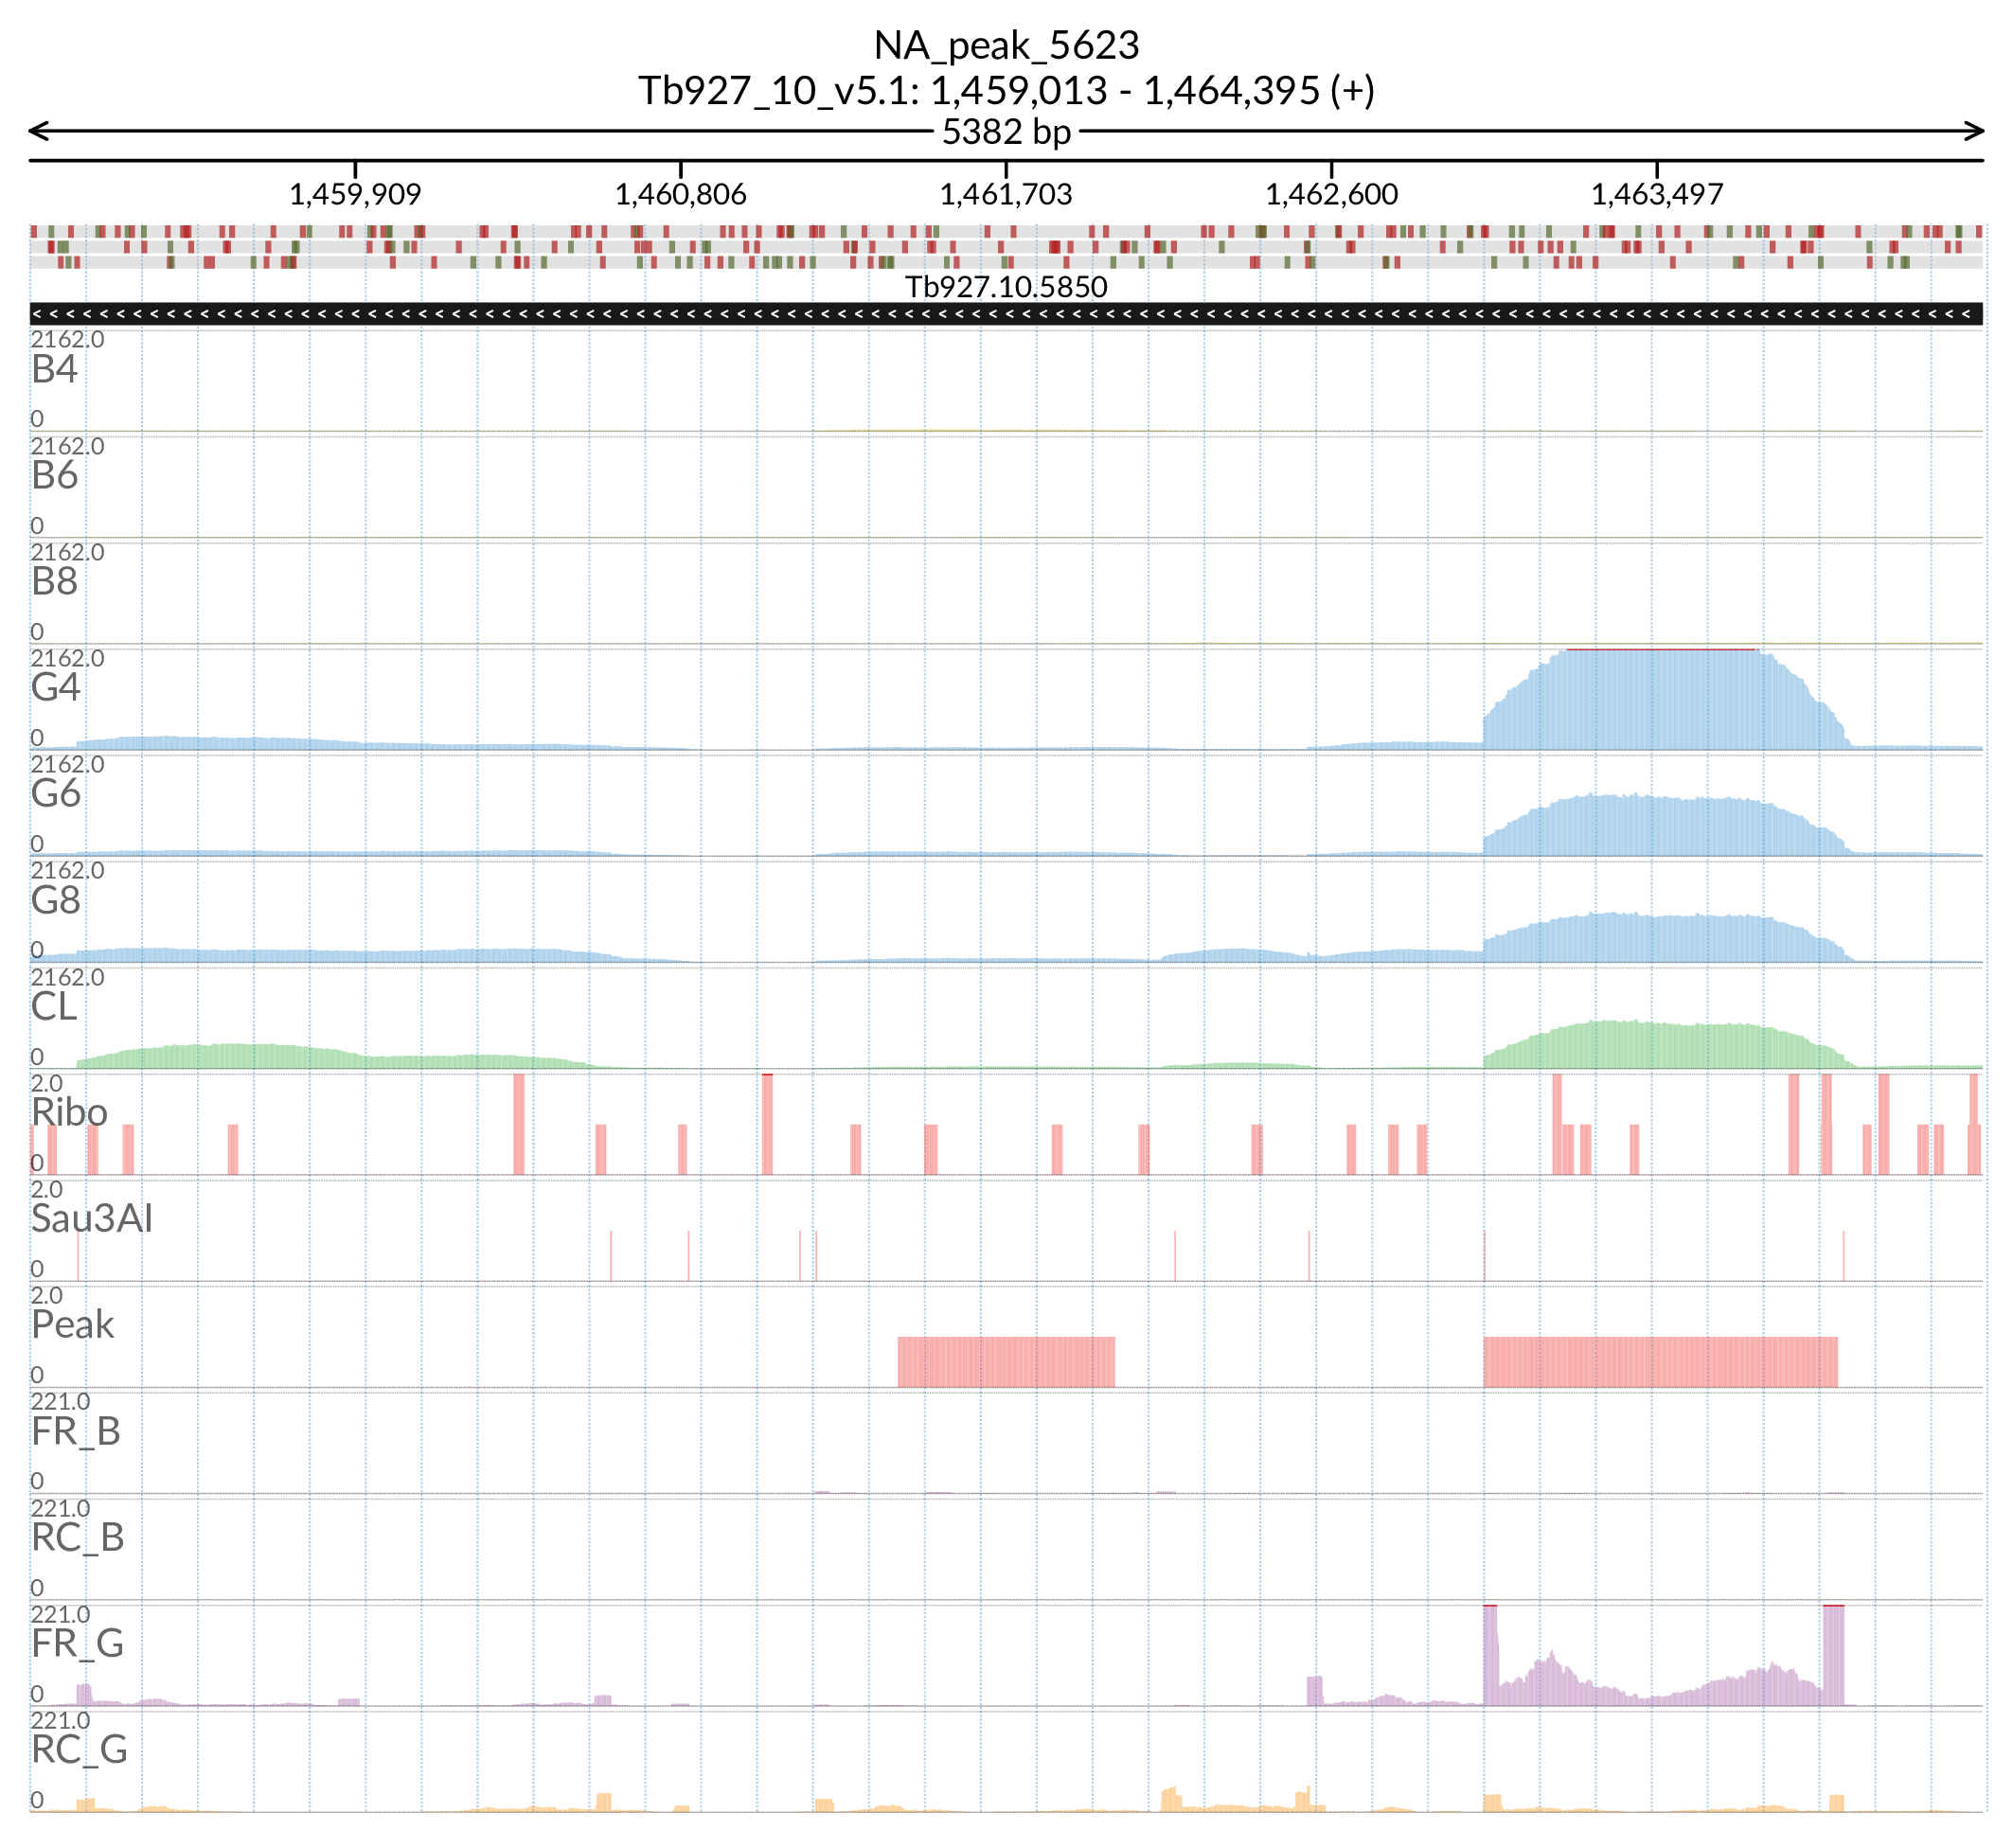 NA_peak_5623
Tb927_10_v5.1: 1,459,013 - 1,464,395 (+)
5382 bp
1,459,909 1,460,806 1,461,703 1,462,600 1,463,497
Tb927.10.5850
2162.0
B4
0
2162.0
B6
0
2162.0
B8
0
2162.0
G4
0
2162.0
G6
0
2162.0
G8
0
2162.0
CL
0
2.0
Ribo
0
2.0
Sau3AI
0
2.0
Peak
0
221.0
FR_B
0
221.0
RC_B
0
221.0
FR_G
0
221.0
RC_G
0